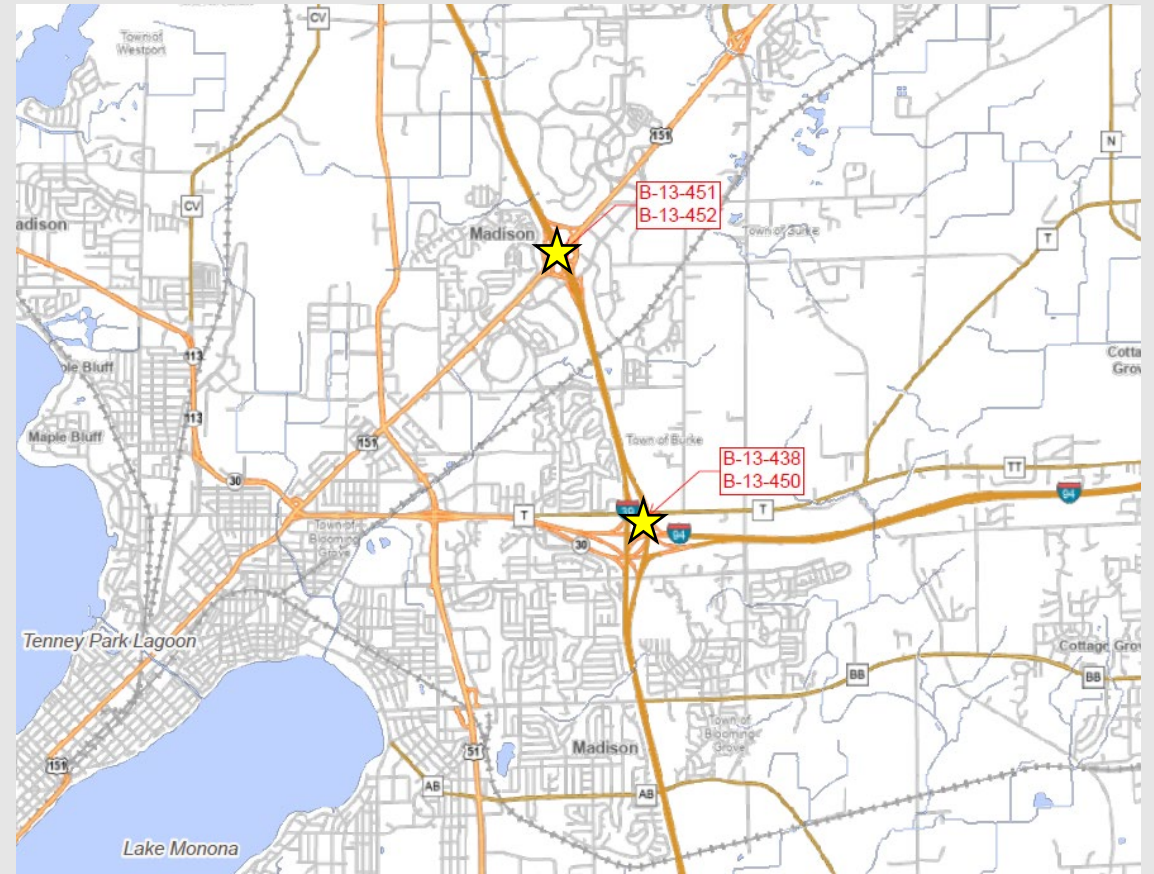 CV
Town of
Westport
151
N
CV
B-13-451
B-13-452
adison
Madison
Town of Burke
T
Cotta
Grov
113
ple Bluff
113
Maple Bluff
151
Town of Burke
B-13-438
B-13-450
30
TT
94
T
T
39
94
Town of
Blooming
Grove
30
Tenney Park Lagoon
Cottage Grov
BB
BB
Town of
Blooming
Grove
Madison
51
151
AB
AB
Lake Monona